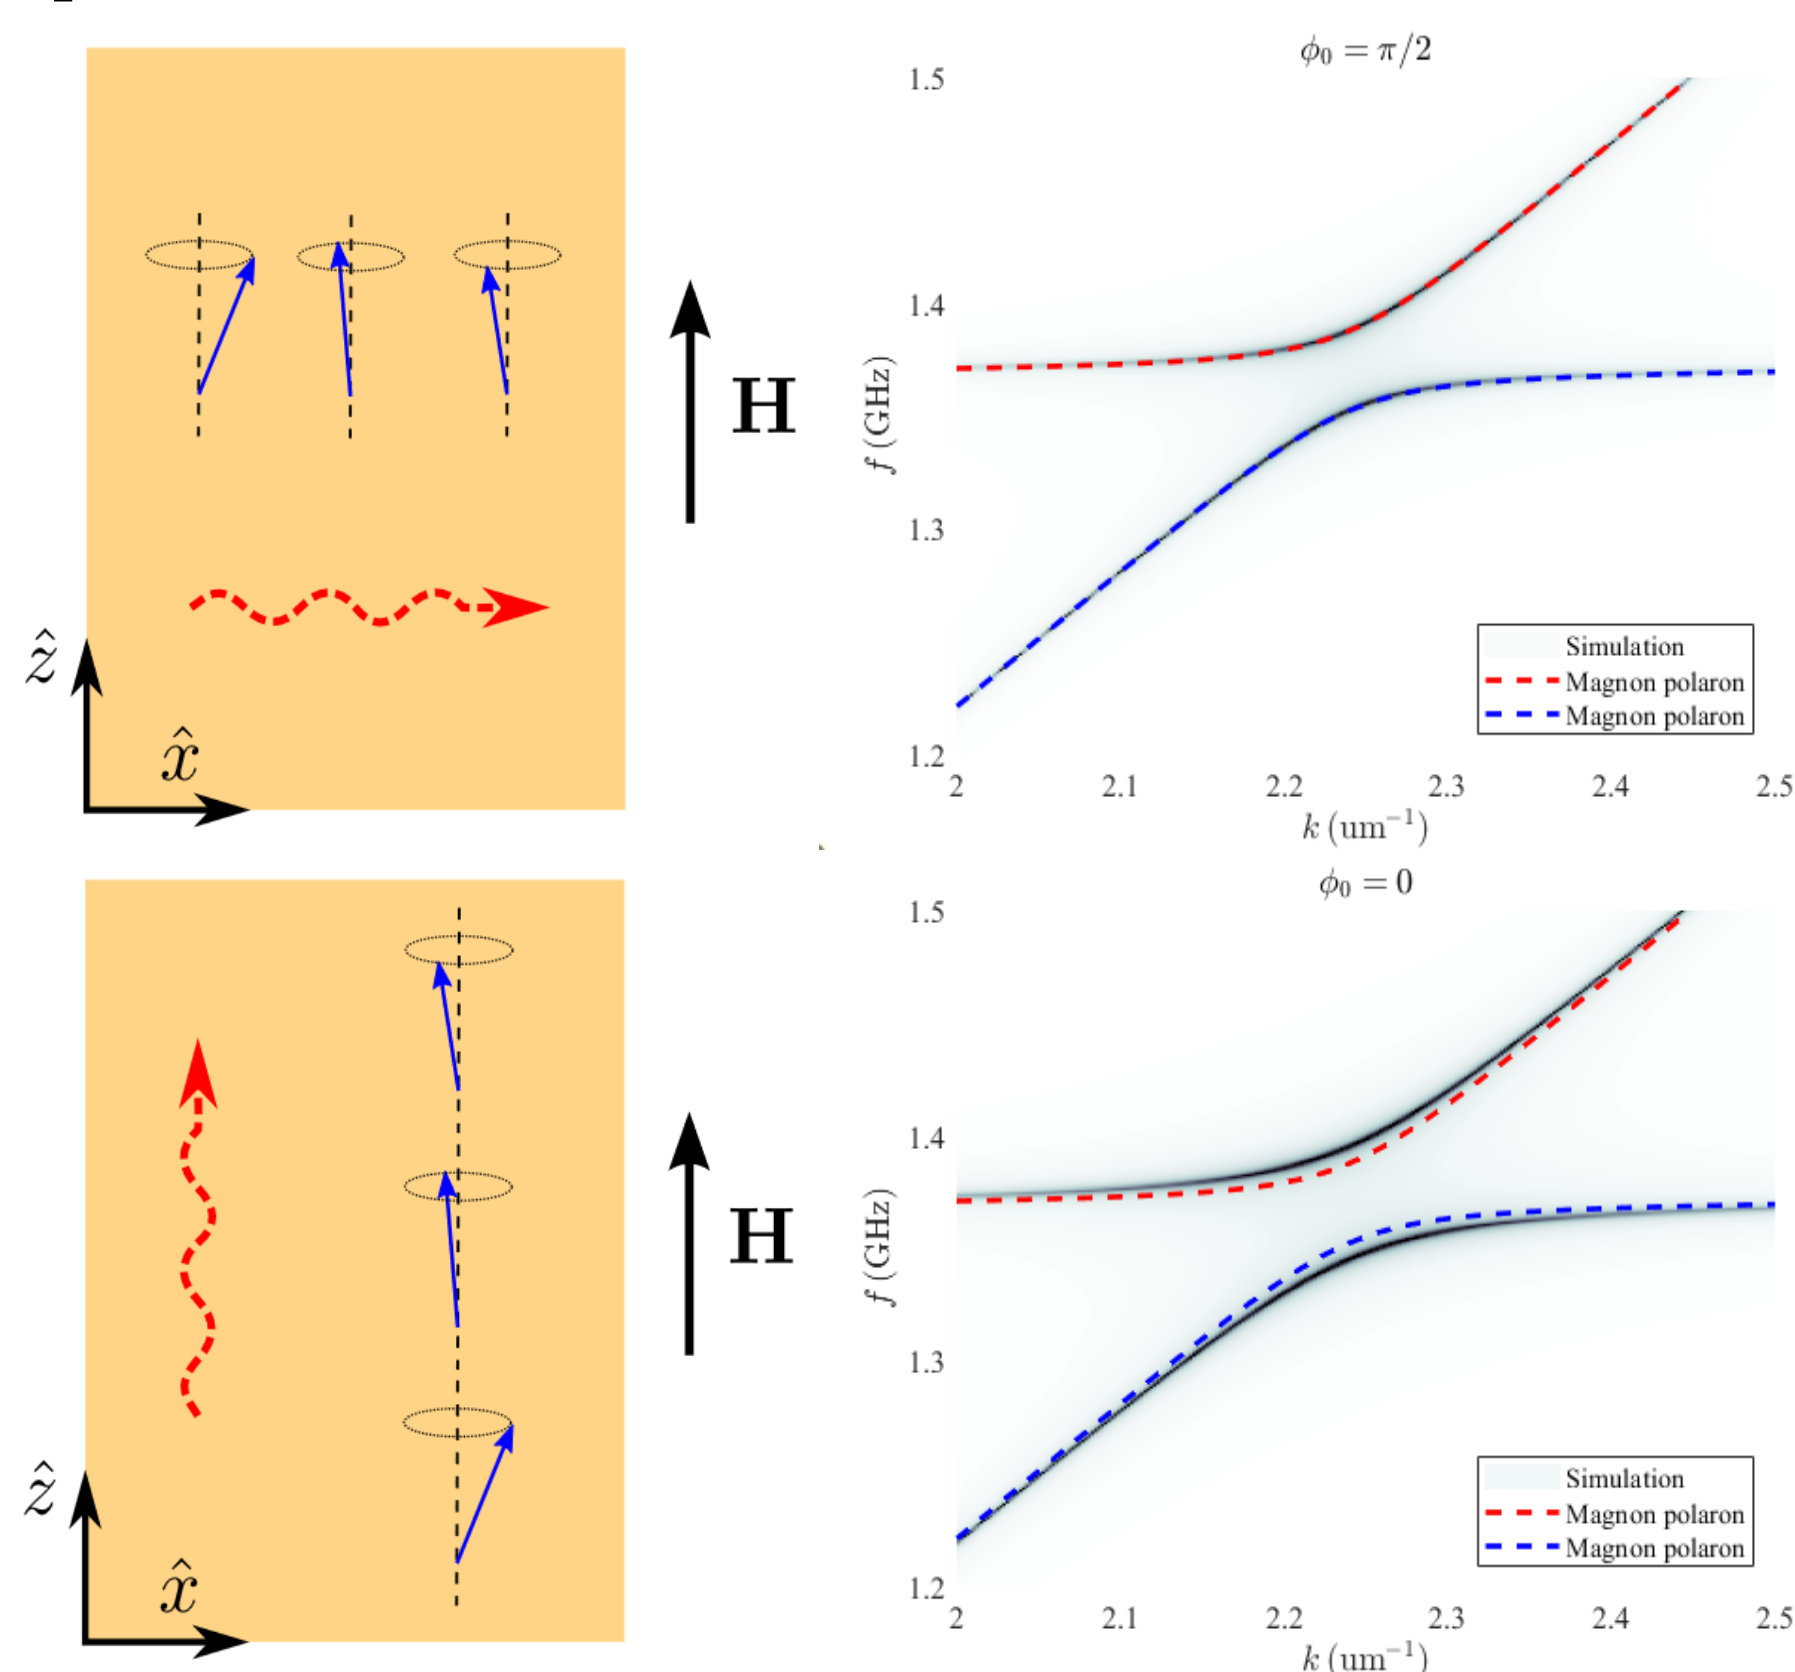 ϕ₀ = π/2
1.5
1.4
1.3
1.2
f (GHz)
2 2.1 2.2 2.3 2.4 2.5
k (um⁻¹)
Simulation
Magnon polaron
Magnon polaron
H
ẑ
x̂
ϕ₀ = 0
1.5
1.4
1.3
1.2
f (GHz)
2 2.1 2.2 2.3 2.4 2.5
k (um⁻¹)
Simulation
Magnon polaron
Magnon polaron
H
ẑ
x̂